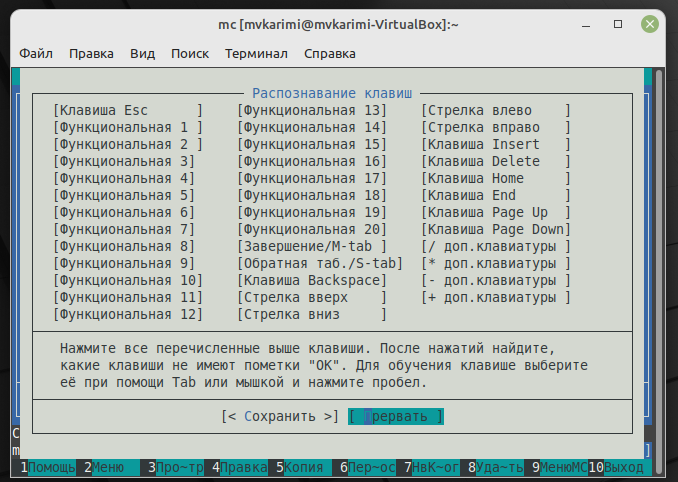 mc [mvkarimi@mvkarimi-VirtualBox]:~
Файл Правка Вид Поиск Терминал Справка
Распознавание клавиш
[Клавиша Esc ] [Функциональная 13] [Стрелка влево ]
[Функциональная 1 ] [Функциональная 14] [Стрелка вправо ]
[Функциональная 2 ] [Функциональная 15] [Клавиша Insert ]
[Функциональная 3] [Функциональная 16] [Клавиша Delete ]
[Функциональная 4] [Функциональная 17] [Клавиша Home ]
[Функциональная 5] [Функциональная 18] [Клавиша End ]
[Функциональная 6] [Функциональная 19] [Клавиша Page Up ]
[Функциональная 7] [Функциональная 20] [Клавиша Page Down]
[Функциональная 8] [Завершение/M-tab ] [/ доп.клавиатуры ]
[Функциональная 9] [Обратная таб./S-tab] [* доп.клавиатуры ]
[Функциональная 10] [Клавиша Backspace] [- доп.клавиатуры ]
[Функциональная 11] [Стрелка вверх ] [+ доп.клавиатуры ]
[Функциональная 12] [Стрелка вниз ]
Нажмите все перечисленные выше клавиши. После нажатий найдите,
какие клавиши не имеют пометки "OK". Для обучения клавише выберите
её при помощи Tab или мышкой и нажмите пробел.
[< Сохранить >] [ Прервать ]
С
m ]
1Помощь 2Меню 3Про~тр 4Правка 5Копия 6Пер~ос 7НвК~ог 8Уда~ть 9МенюMC 10Выход